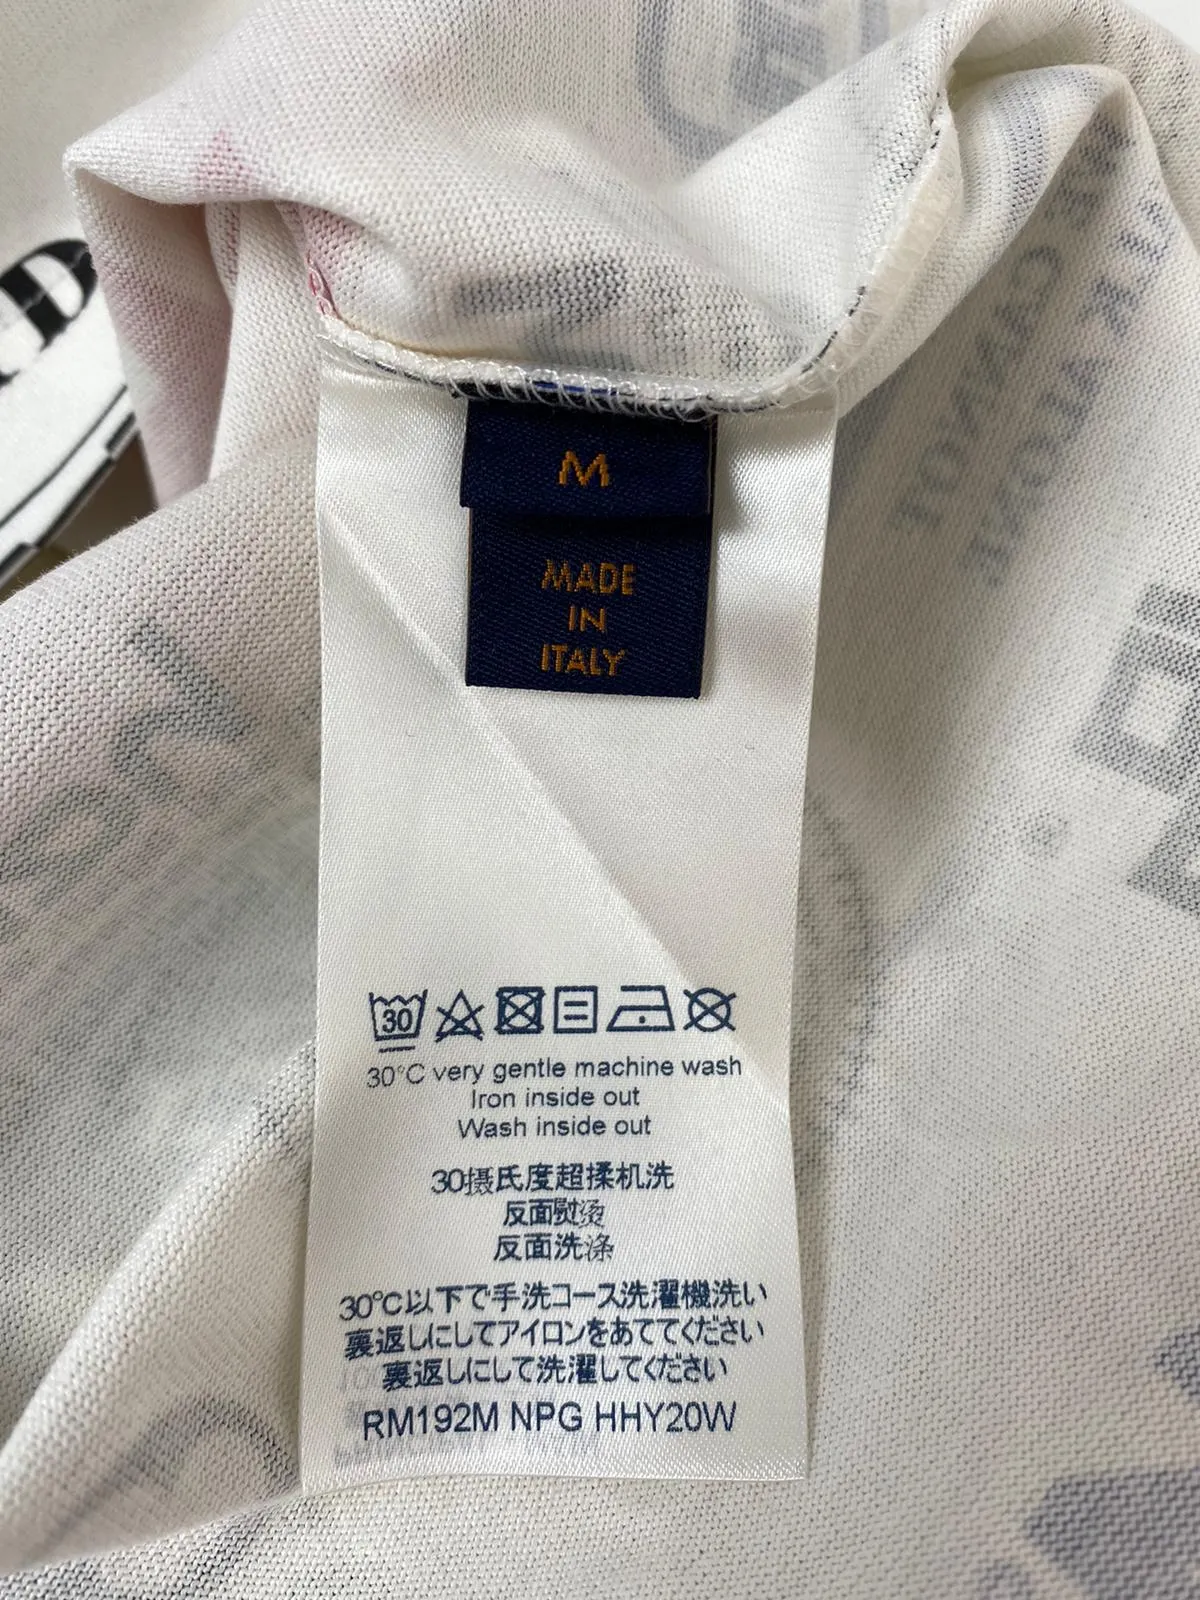 M
MADE
IN
ITALY
30
30°C very gentle machine wash
Iron inside out
Wash inside out
30摄氏度超揉机洗
反面熨烫
反面洗涤
30℃以下で手洗コース洗濯機洗い
裏返しにしてアイロンをあててください
裏返しにして洗濯してください
RM192M NPG HHY20W